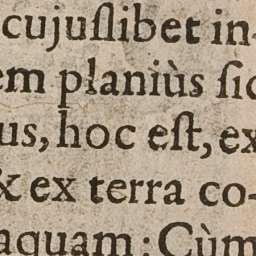 cujuſlibet in-
em planiùs ſic
us, hoc eſt, ex
& ex terra co-
aquam: Cùm